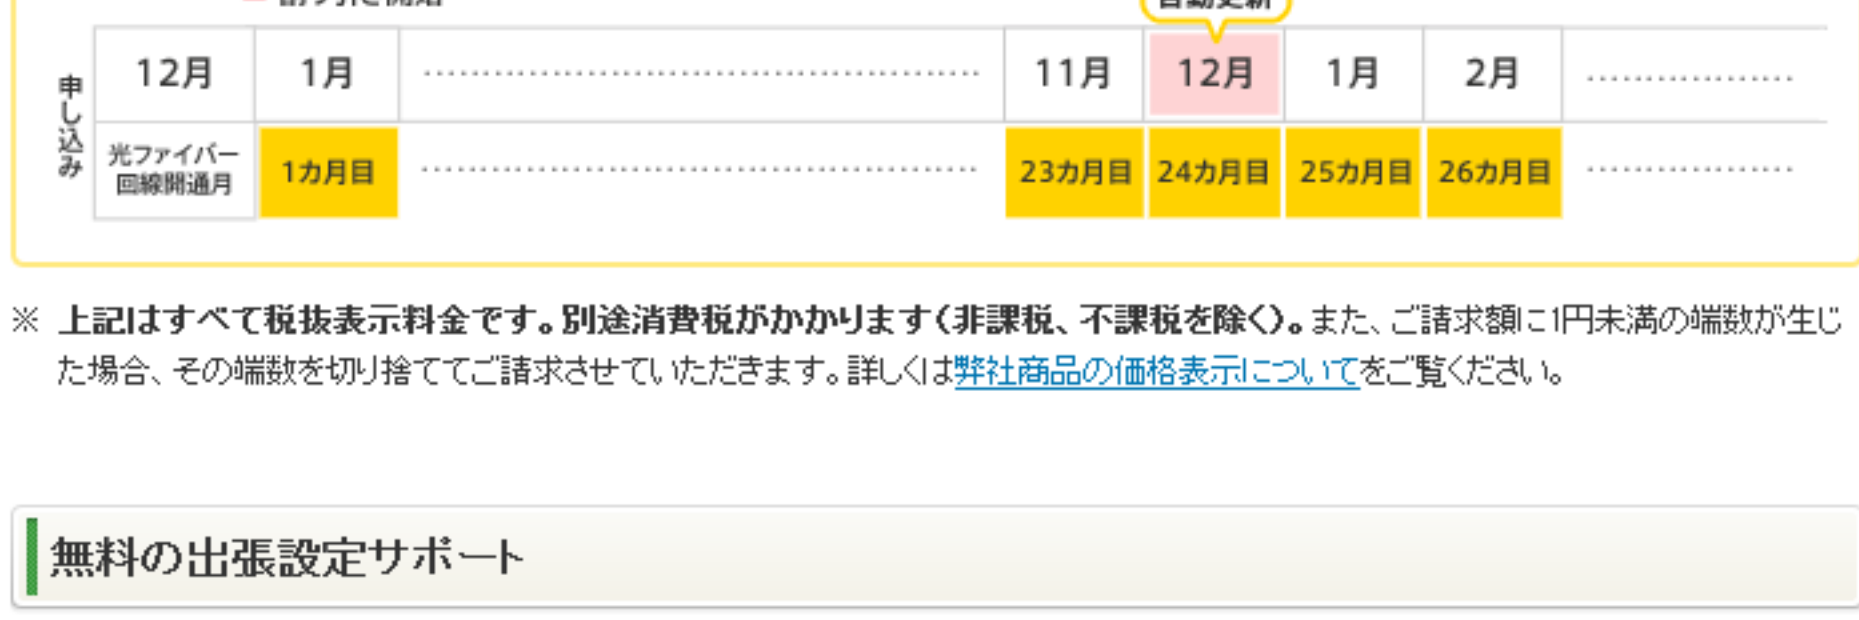 自動更新
申し込み
12月 1月 11月 12月 1月 2月
光ファイバー
回線開通月
1カ月目 23カ月目 24カ月目 25カ月目 26カ月目
※ 上記はすべて税抜表示料金です。別途消費税がかかります（非課税、不課税を除く）。また、ご請求額に1円未満の端数が生じ
た場合、その端数を切り捨ててご請求させていただきます。詳しくは弊社商品の価格表示についてをご覧ください。
無料の出張設定サポート